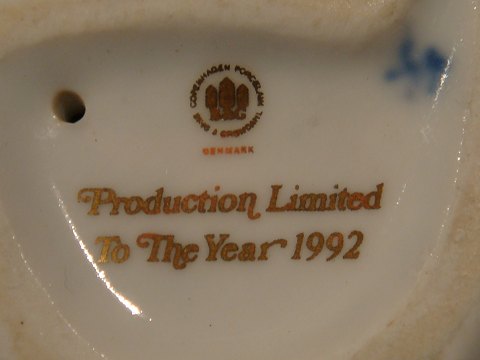 COPENHAGEN PORCELAIN
BING & GRØNDAHL
B&G
DENMARK
Production Limited
To The Year 1992